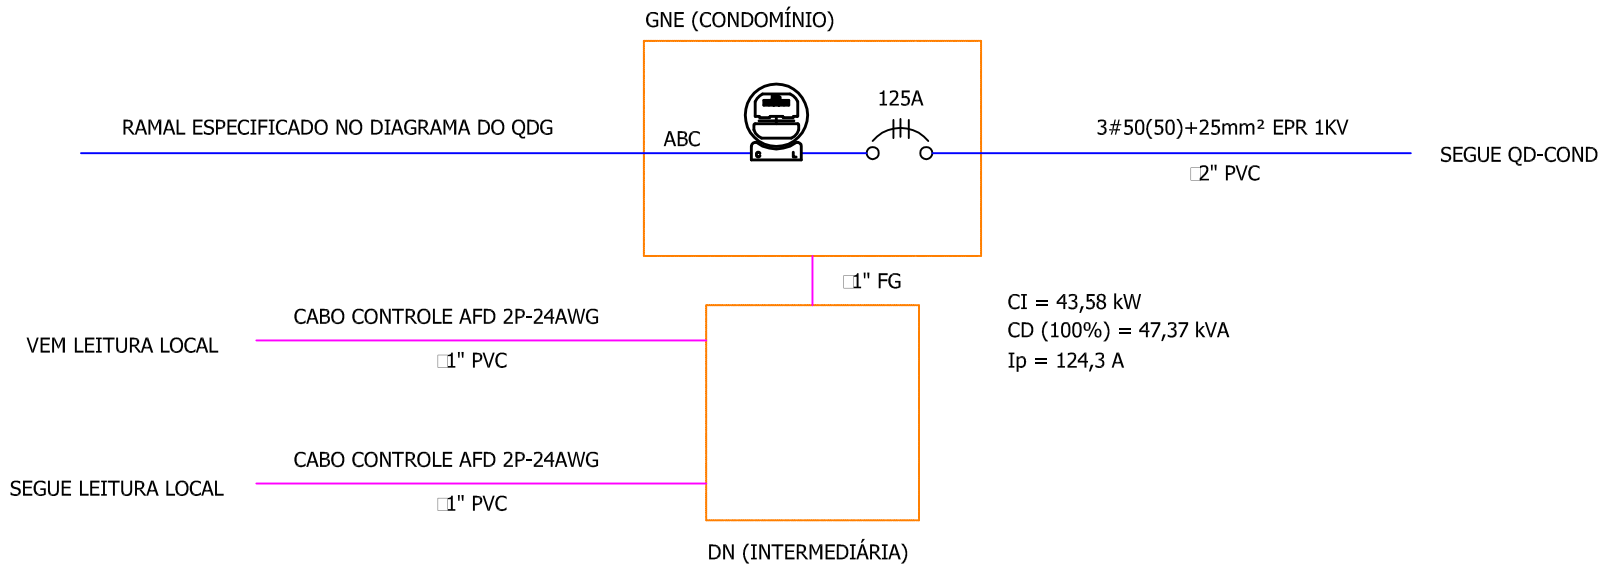 GNE (CONDOMÍNIO)
125A
RAMAL ESPECIFICADO NO DIAGRAMA DO QDG
ABC
3#50(50)+25mm² EPR 1KV
SEGUE QD-COND
□2" PVC
C L
□1" FG
CI = 43,58 kW
CD (100%) = 47,37 kVA
Ip = 124,3 A
CABO CONTROLE AFD 2P-24AWG
VEM LEITURA LOCAL
□1" PVC
CABO CONTROLE AFD 2P-24AWG
SEGUE LEITURA LOCAL
□1" PVC
DN (INTERMEDIÁRIA)